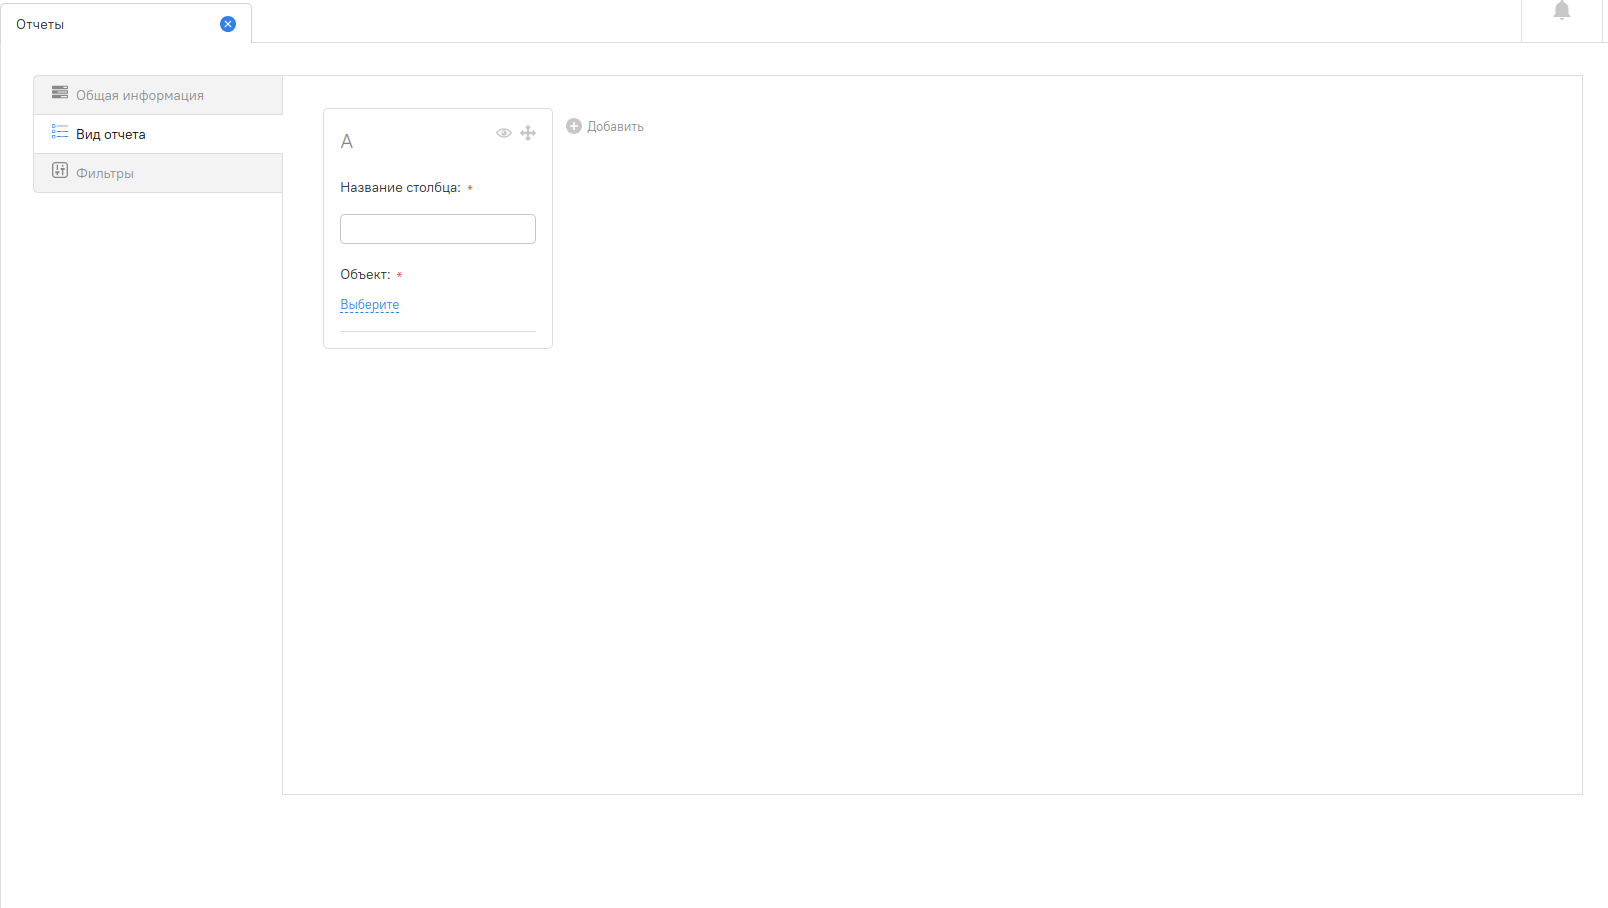 Отчеты
Общая информация
Вид отчета
Фильтры
A
Добавить
Название столбца: *
Объект: *
Выберите